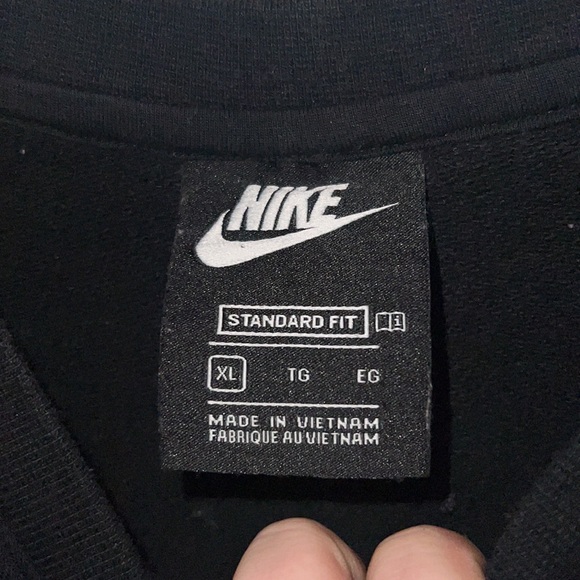 NIKE
STANDARD FIT i
XL TG EG
MADE IN VIETNAM
FABRIQUE AU VIETNAM